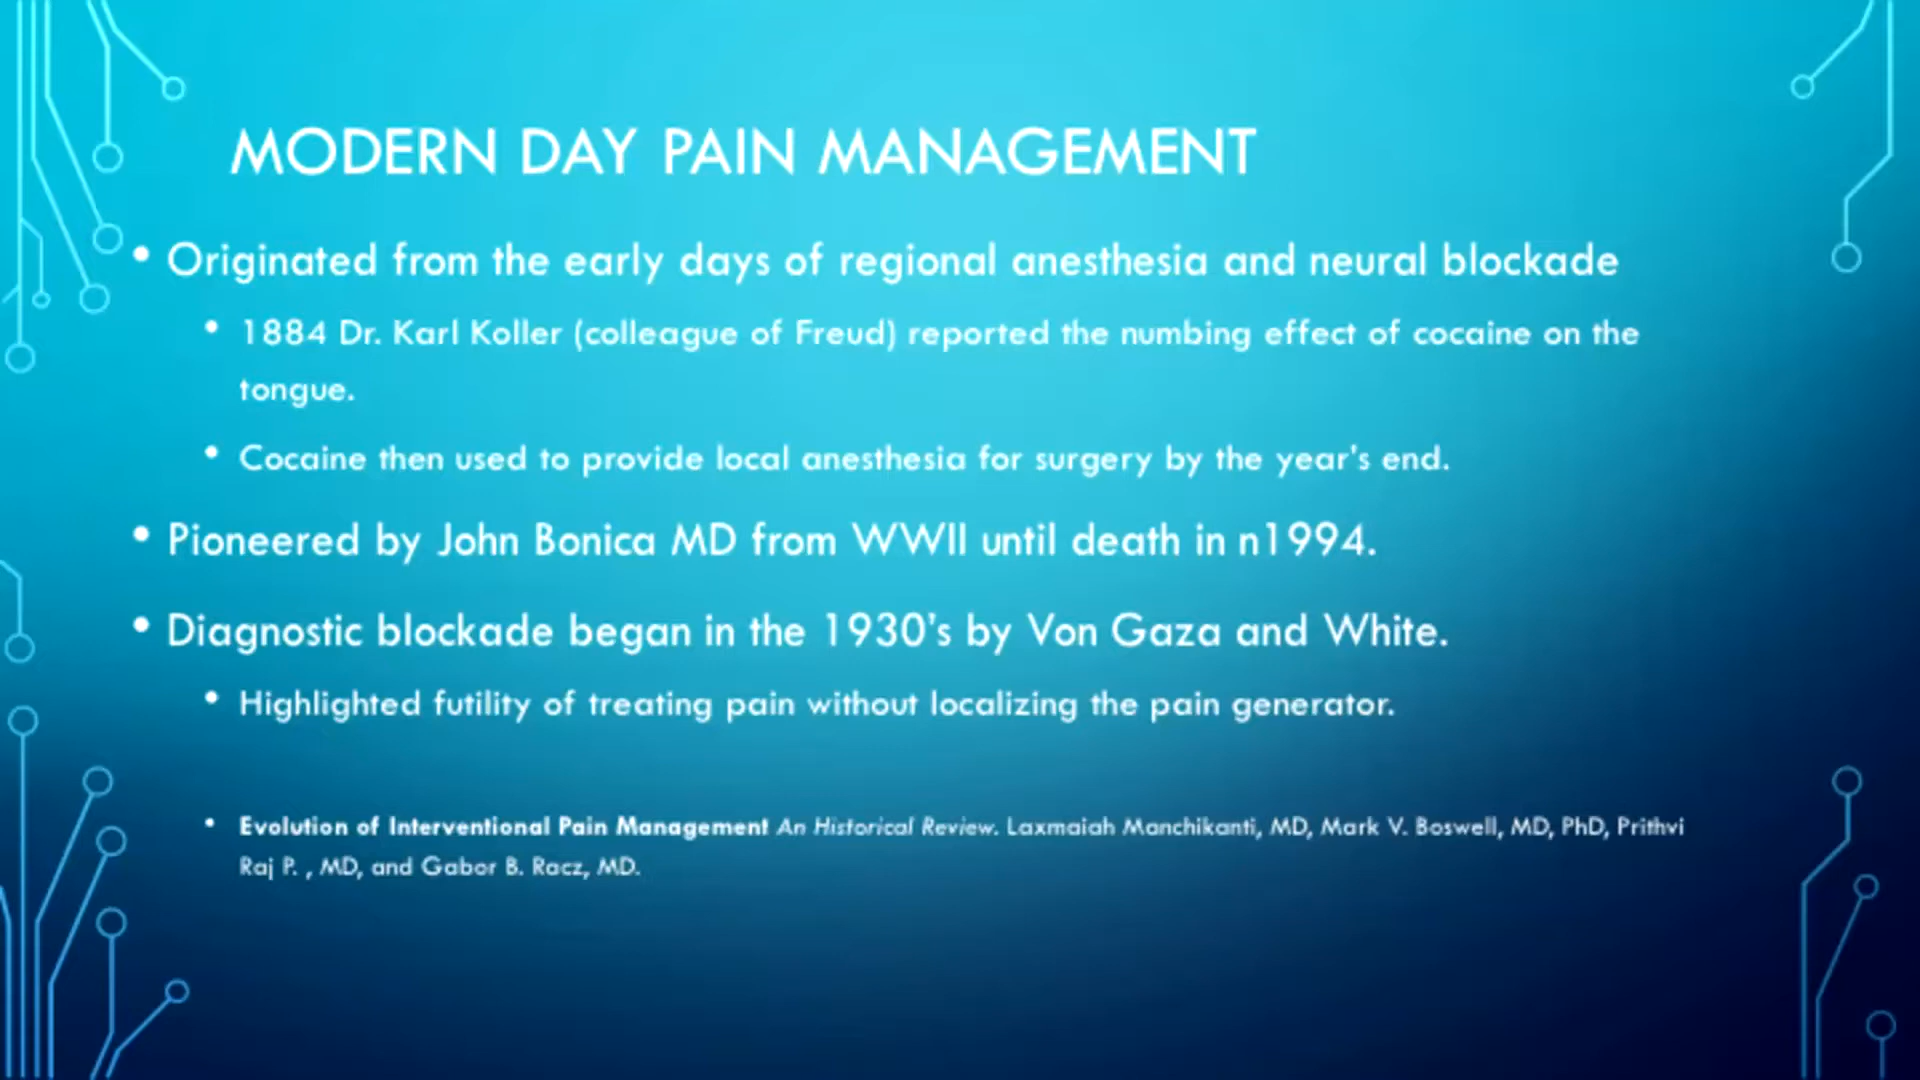 MODERN DAY PAIN MANAGEMENT
• Originated from the early days of regional anesthesia and neural blockade
• 1884 Dr. Karl Koller (colleague of Freud) reported the numbing effect of cocaine on the
tongue.
• Cocaine then used to provide local anesthesia for surgery by the year's end.
• Pioneered by John Bonica MD from WWII until death in n1994.
• Diagnostic blockade began in the 1930's by Von Gaza and White.
• Highlighted futility of treating pain without localizing the pain generator.
• Evolution of Interventional Pain Management An Historical Review. Laxmaiah Manchikanti, MD, Mark V. Boswell, MD, PhD, Prithvi
Raj P. , MD, and Gabor B. Racz, MD.